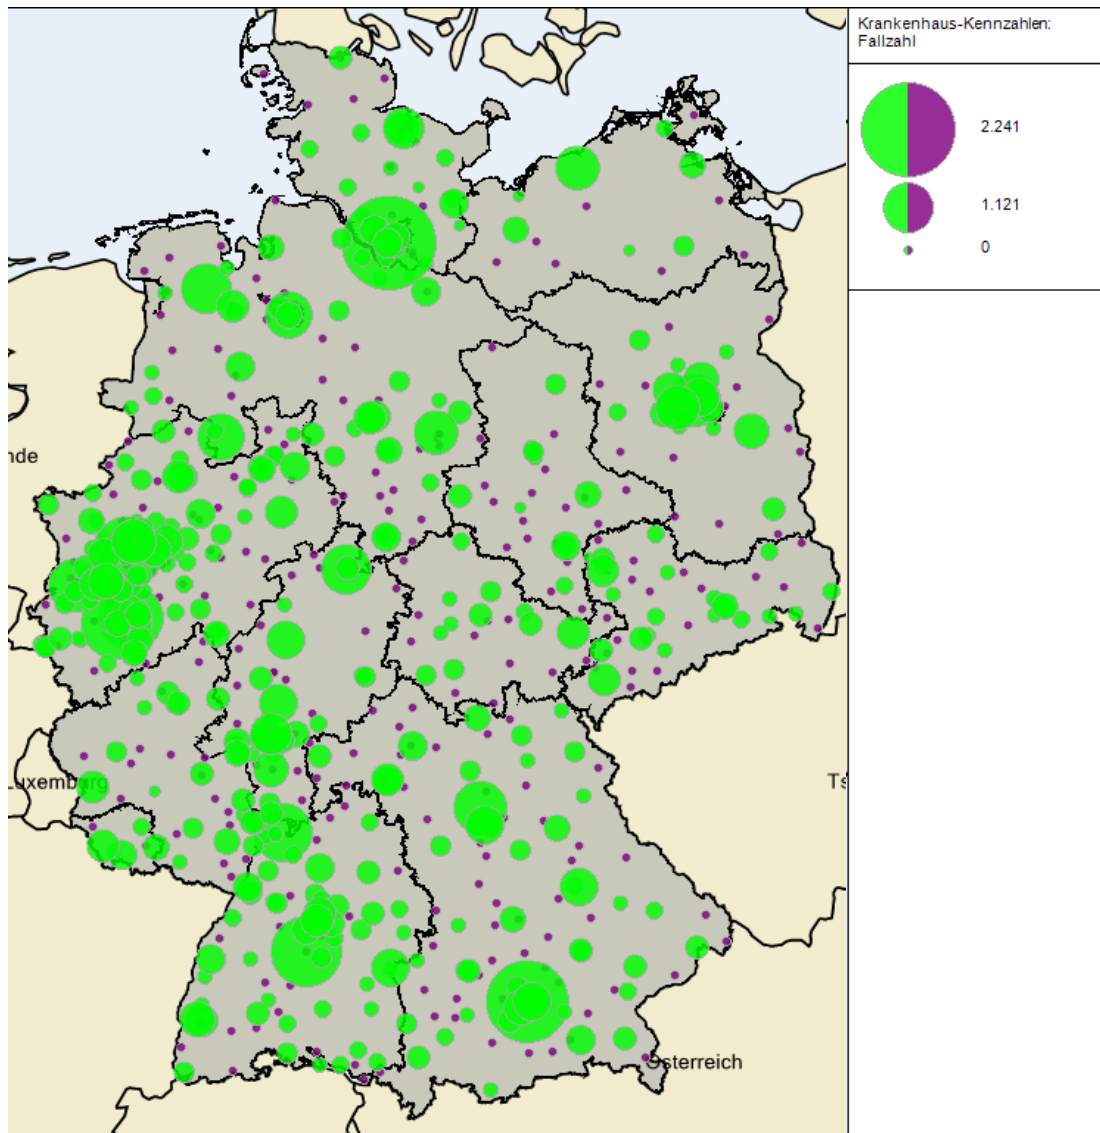 Krankenhaus-Kennzahlen:
Fallzahl
2.241
1.121
0
nde
Luxemburg
Ts
Österreich